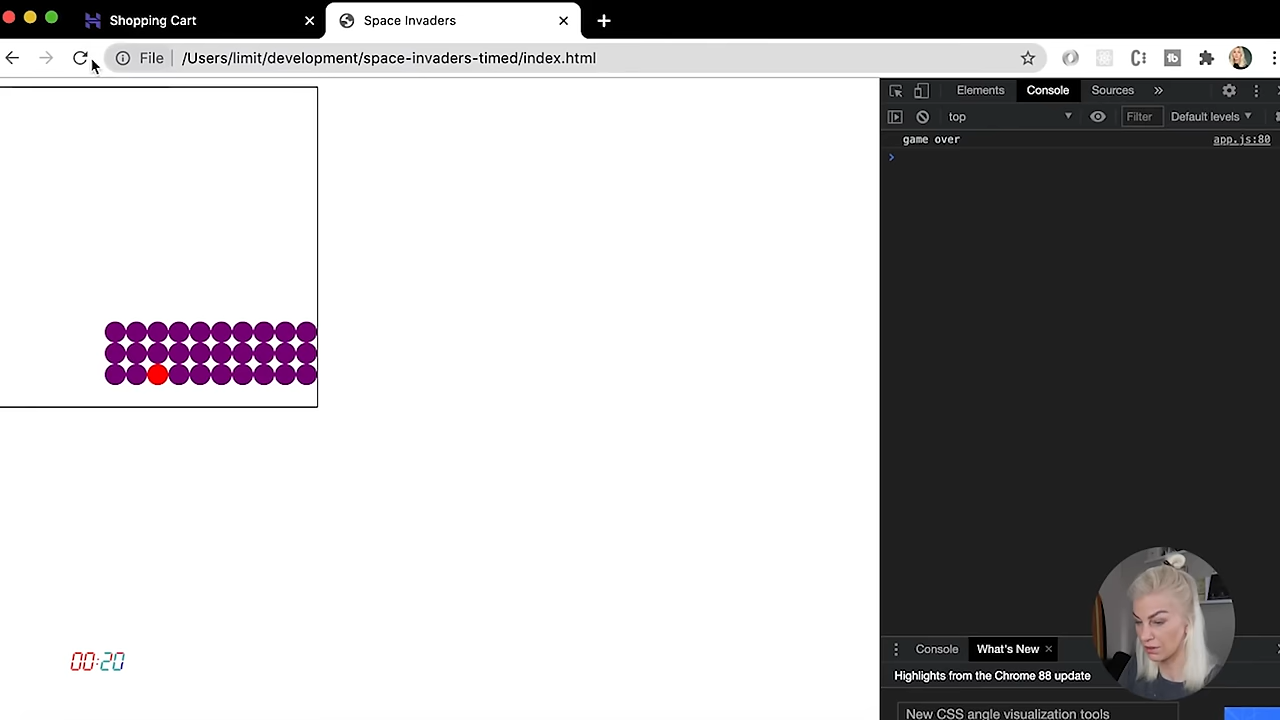 Shopping Cart
Space Invaders
File /Users/limit/development/space-invaders-timed/index.html
Elements Console Sources
top Filter Default levels
game over app.js:80
00:20
Console What's New
Highlights from the Chrome 88 update
New CSS angle visualization tools